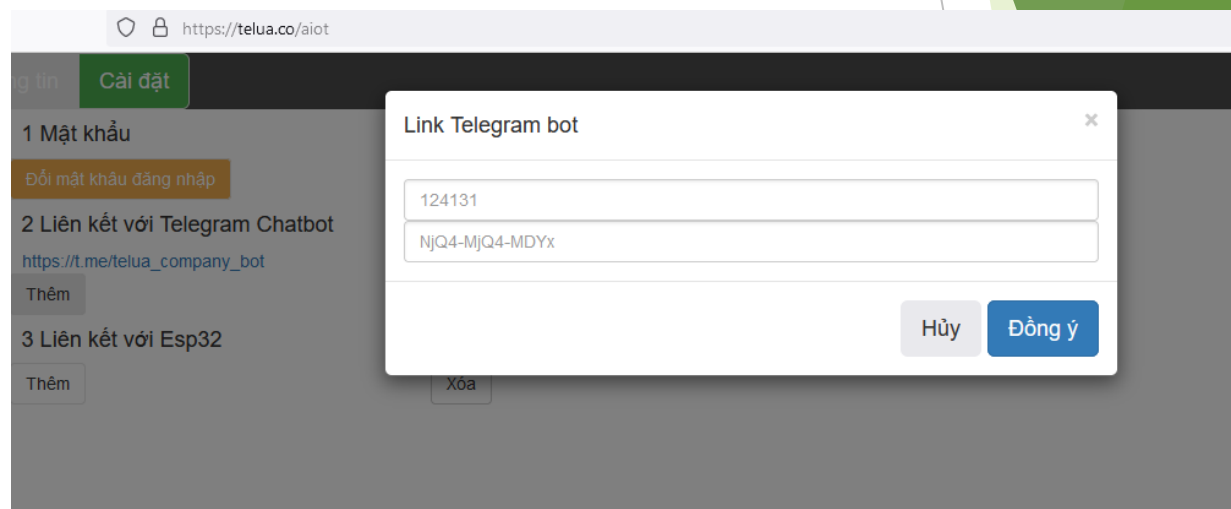 https://telua.co/aiot
ng tin
Cài đặt
1 Mật khẩu
Đổi mật khẩu đăng nhập
2 Liên kết với Telegram Chatbot
https://t.me/telua_company_bot
Thêm
3 Liên kết với Esp32
Thêm
Link Telegram bot
×
124131
NjQ4-MjQ4-MDYx
Hủy
Đồng ý
Xóa